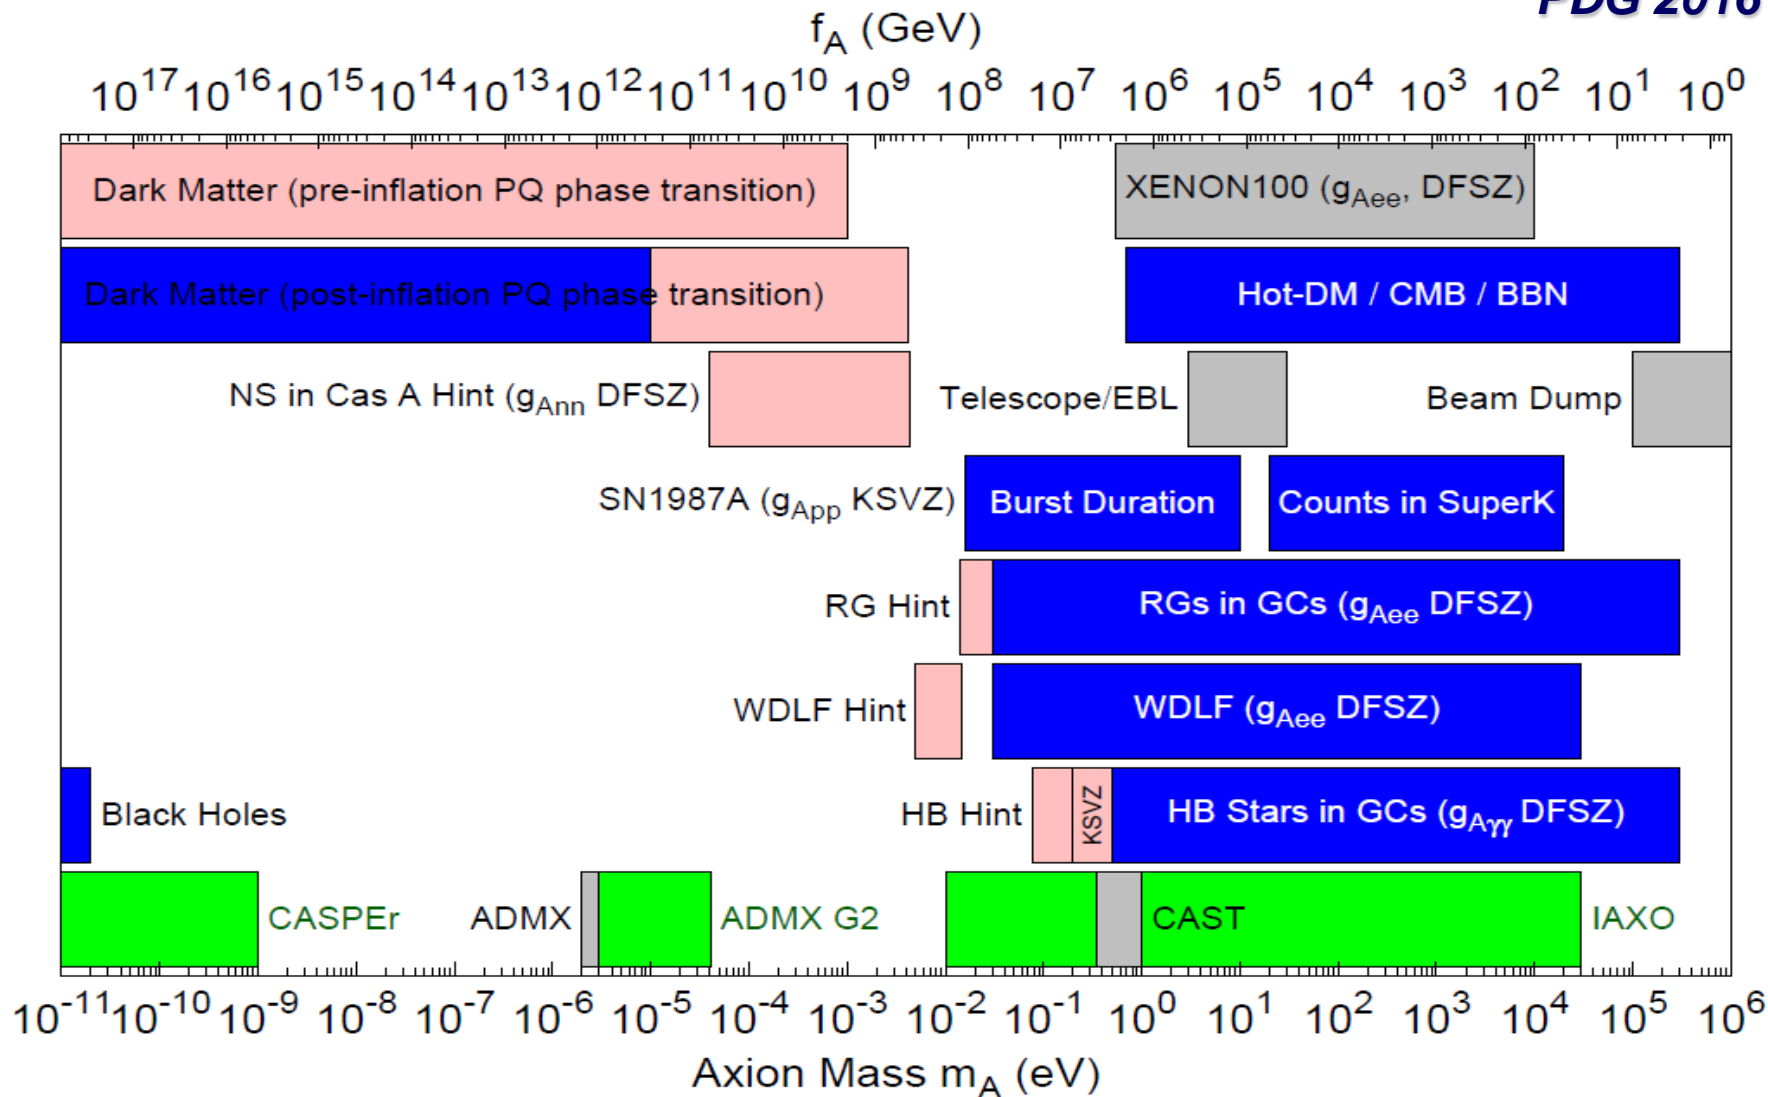 PDG 2016
f_A (GeV)
10^17 10^16 10^15 10^14 10^13 10^12 10^11 10^10 10^9 10^8 10^7 10^6 10^5 10^4 10^3 10^2 10^1 10^0
Dark Matter (pre-inflation PQ phase transition) XENON100 (g_Aee, DFSZ)
Dark Matter (post-inflation PQ phase transition) Hot-DM / CMB / BBN
NS in Cas A Hint (g_Ann DFSZ) Telescope/EBL Beam Dump
SN1987A (g_App KSVZ) Burst Duration Counts in SuperK
RG Hint RGs in GCs (g_Aee DFSZ)
WDLF Hint WDLF (g_Aee DFSZ)
Black Holes HB Hint KSVZ HB Stars in GCs (g_Aγγ DFSZ)
CASPEr ADMX ADMX G2 CAST IAXO
10^-11 10^-10 10^-9 10^-8 10^-7 10^-6 10^-5 10^-4 10^-3 10^-2 10^-1 10^0 10^1 10^2 10^3 10^4 10^5 10^6
Axion Mass m_A (eV)